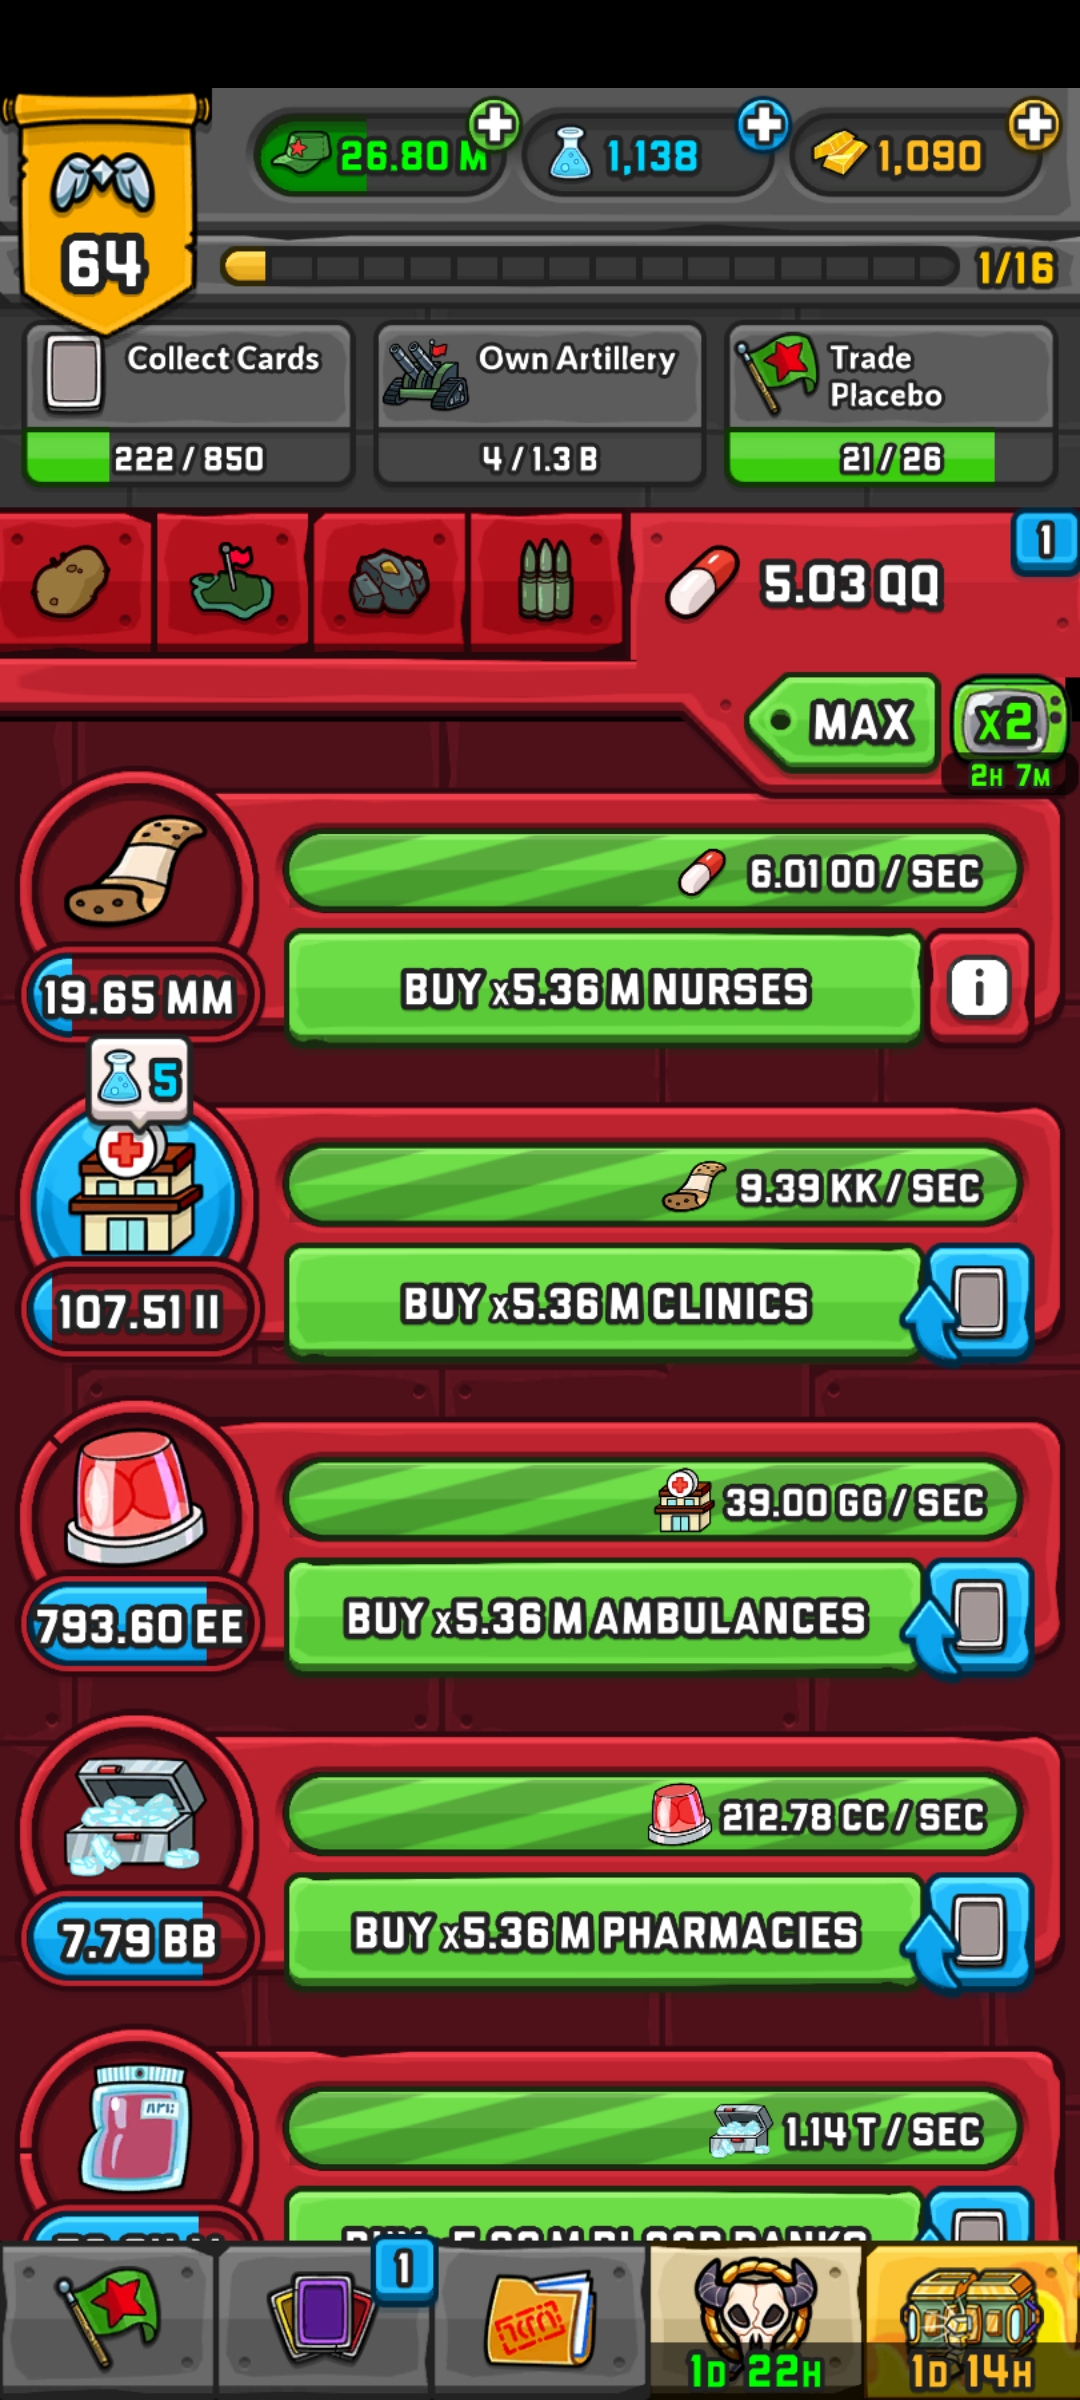 26.80 M
1,138
1,090
64
1/16
Collect Cards
222 / 850
Own Artillery
4 / 1.3 B
Trade
Placebo
21 / 26
5.03 QQ
1
MAX
x2
2H 7M
6.01 OO / SEC
19.65 MM
BUY x5.36 M NURSES
i
5
9.39 KK / SEC
107.51 II
BUY x5.36 M CLINICS
39.00 GG / SEC
793.60 EE
BUY x5.36 M AMBULANCES
212.78 CC / SEC
7.79 BB
BUY x5.36 M PHARMACIES
1.14 T / SEC
1
1D 22H
1D 14H